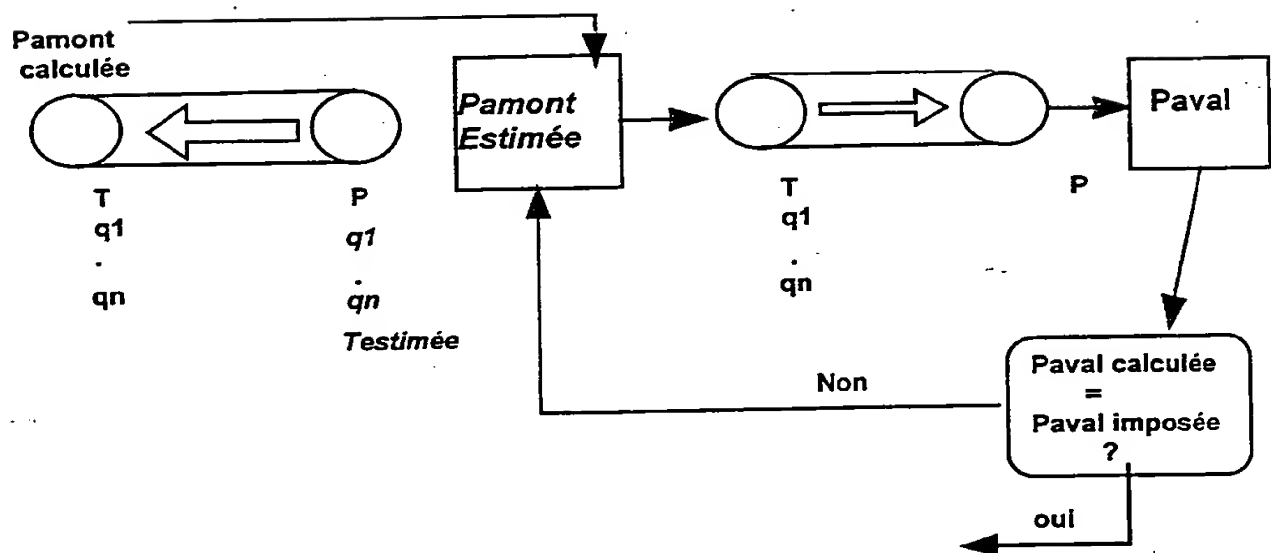 Pamont
calculée
T
q1
.
qn
P
q1
.
qn
Testimée
Pamont
Estimée
T
q1
.
qn
P
Paval
Paval calculée
=
Paval imposée
?
Non
oui